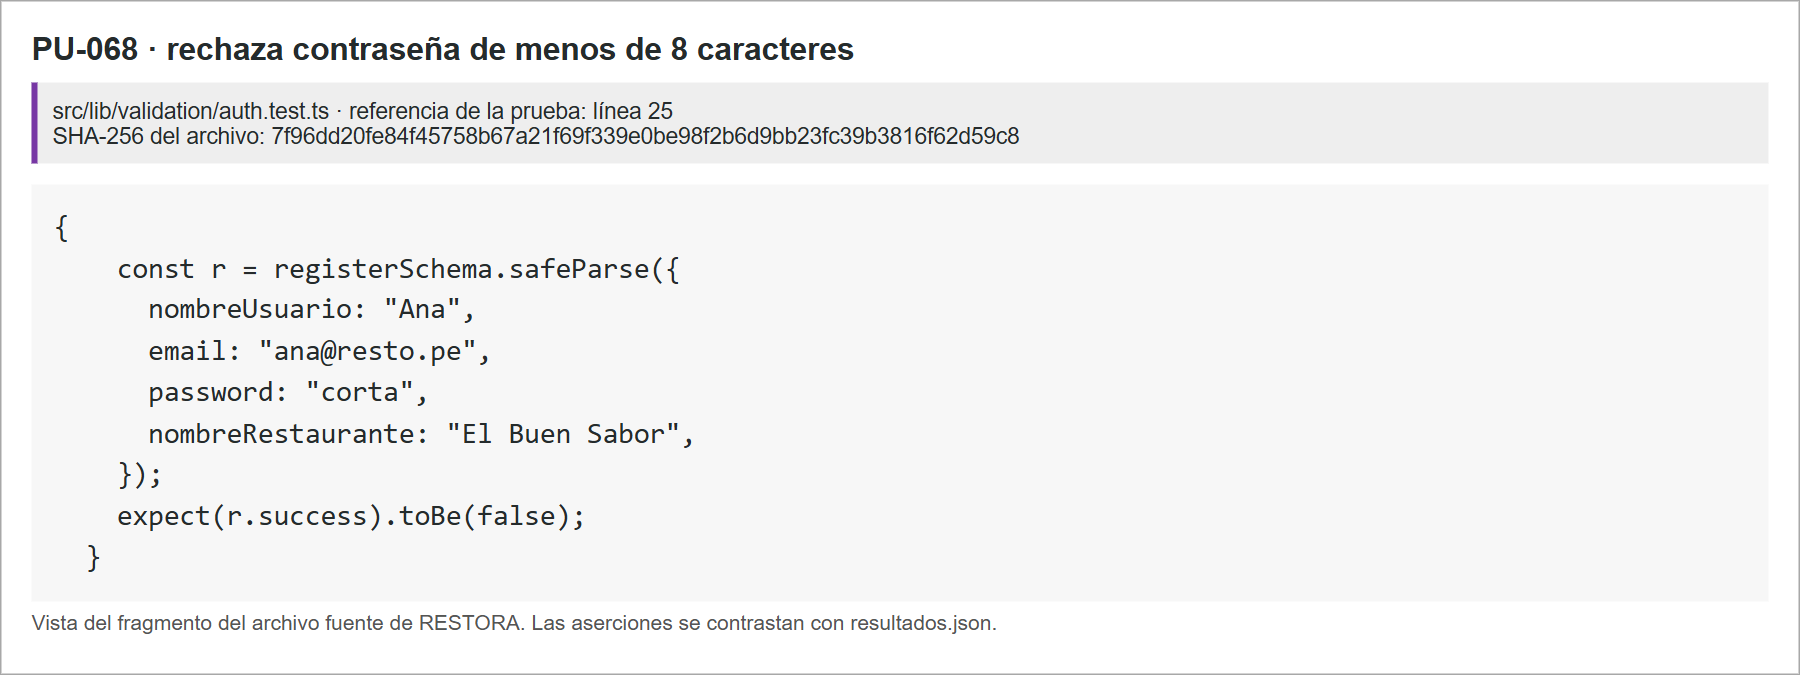 PU-068 · rechaza contraseña de menos de 8 caracteres
src/lib/validation/auth.test.ts · referencia de la prueba: línea 25
SHA-256 del archivo: 7f96dd20fe84f45758b67a21f69f339e0be98f2b6d9bb23fc39b3816f62d59c8
{
    const r = registerSchema.safeParse({
      nombreUsuario: "Ana",
      email: "ana@resto.pe",
      password: "corta",
      nombreRestaurante: "El Buen Sabor",
    });
    expect(r.success).toBe(false);
  }
Vista del fragmento del archivo fuente de RESTORA. Las aserciones se contrastan con resultados.json.